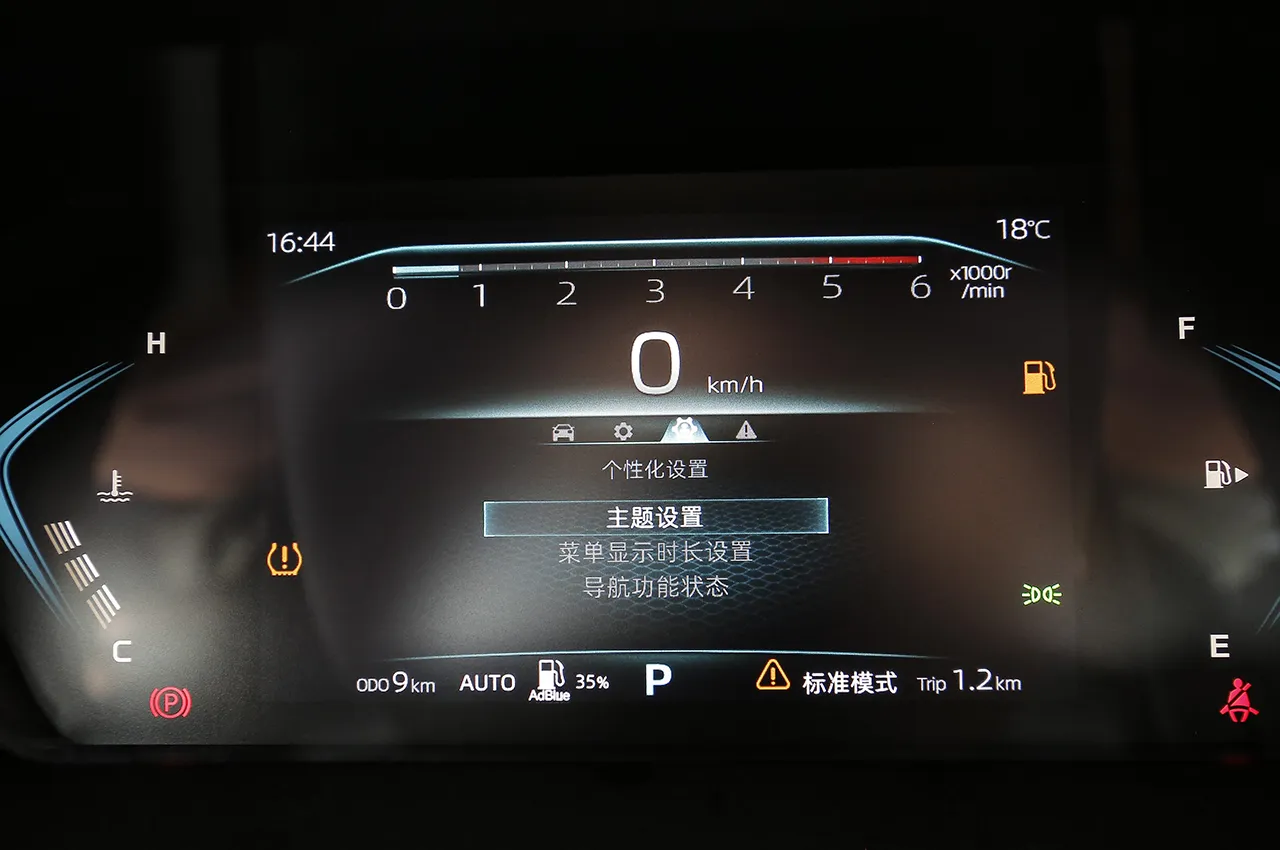 16:44
18℃
0 1 2 3 4 5 6
x1000r
/min
H
F
0 km/h
个性化设置
主题设置
菜单显示时长设置
导航功能状态
C
E
ODO 9 km AUTO AdBlue 35% P 标准模式 Trip 1.2 km
P